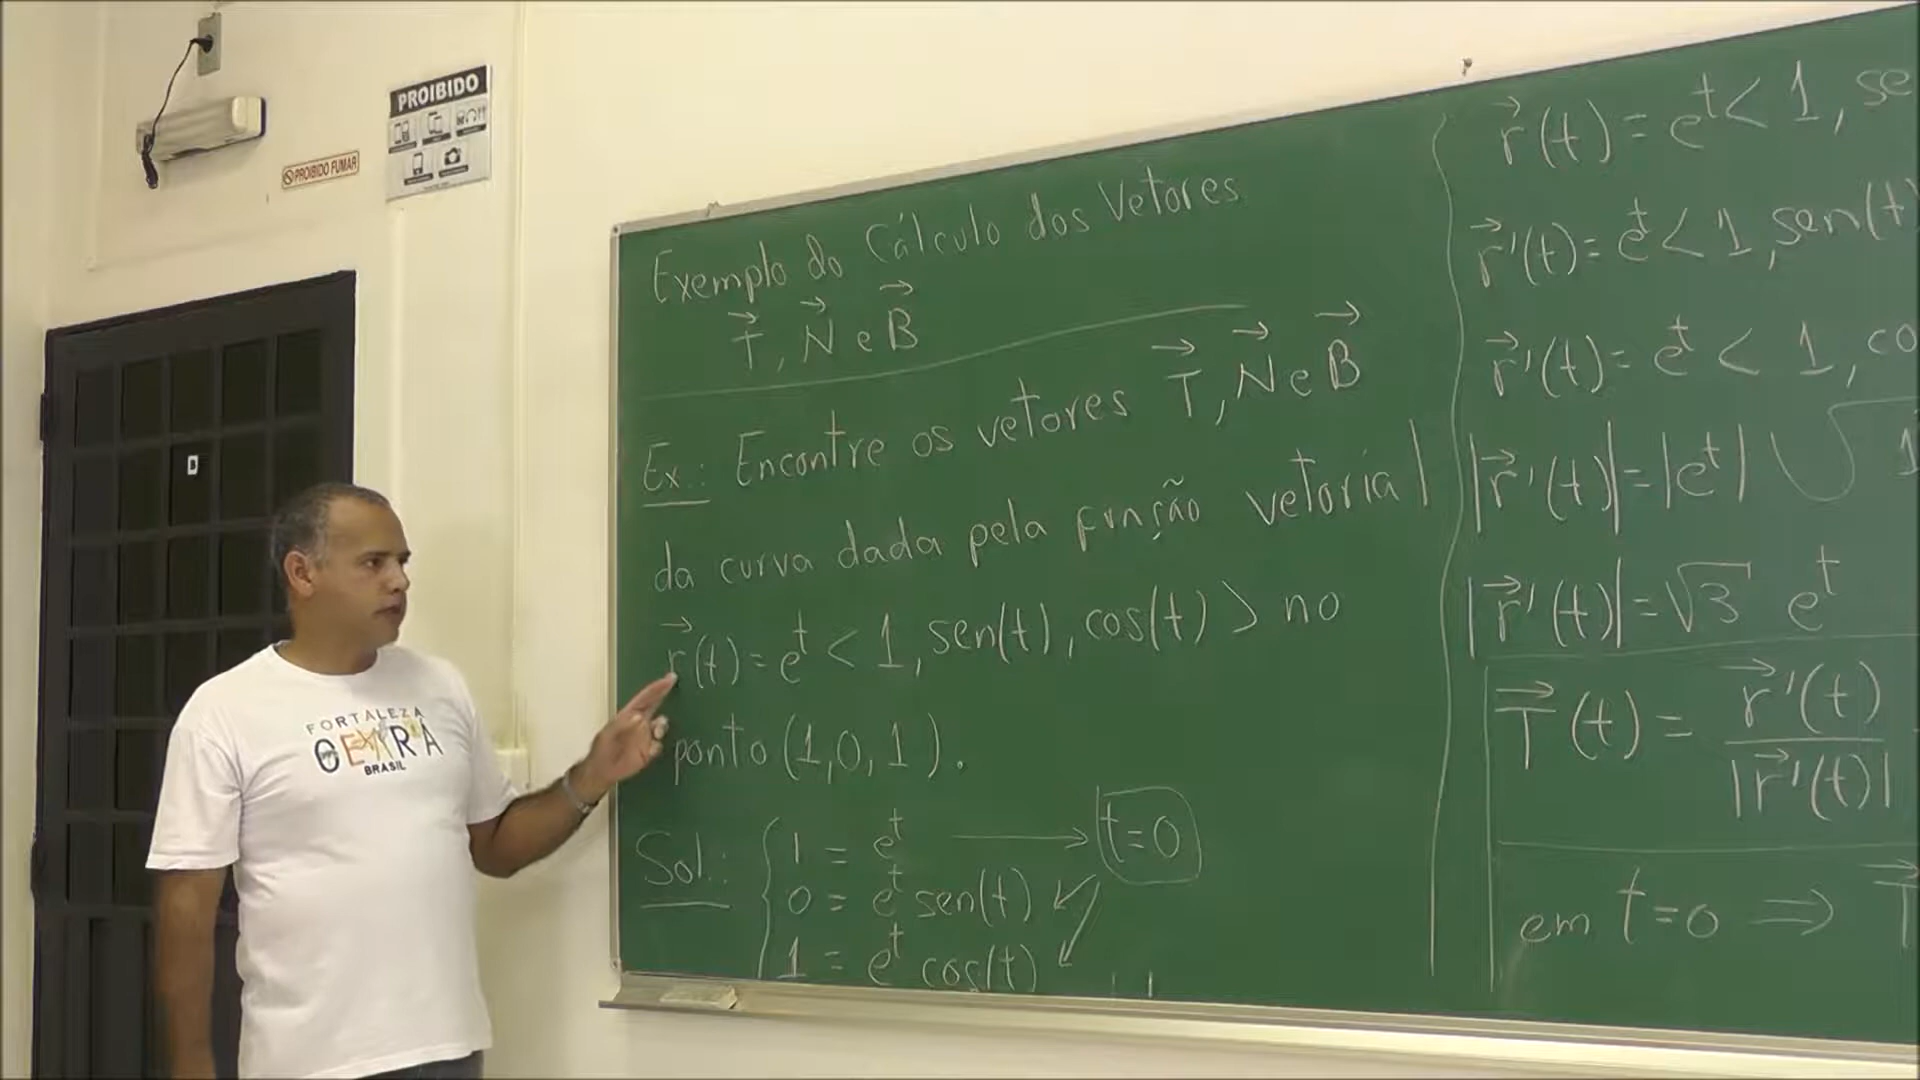 PROIBIDO
PROIBIDO FUMAR
FORTALEZA
CEARA
BRASIL
Exemplo do Cálculo dos Vetores
T⃗, N⃗ e B⃗
Ex.: Encontre os vetores T⃗, N⃗ e B⃗
da curva dada pela função vetorial
r⃗(t) = e^t < 1, sen(t), cos(t) > no
ponto (1,0,1).
Sol.: { 1 = e^t → t=0
0 = e^t sen(t)
1 = e^t cos(t)
r⃗(t) = e^t < 1, se
r⃗'(t) = e^t < 1, sen(t)
r⃗'(t) = e^t < 1, co
|r⃗'(t)| = |e^t| √1
|r⃗'(t)| = √3 e^t
T⃗(t) = r⃗'(t) / |r⃗'(t)|
em t=0 ⇒ T⃗